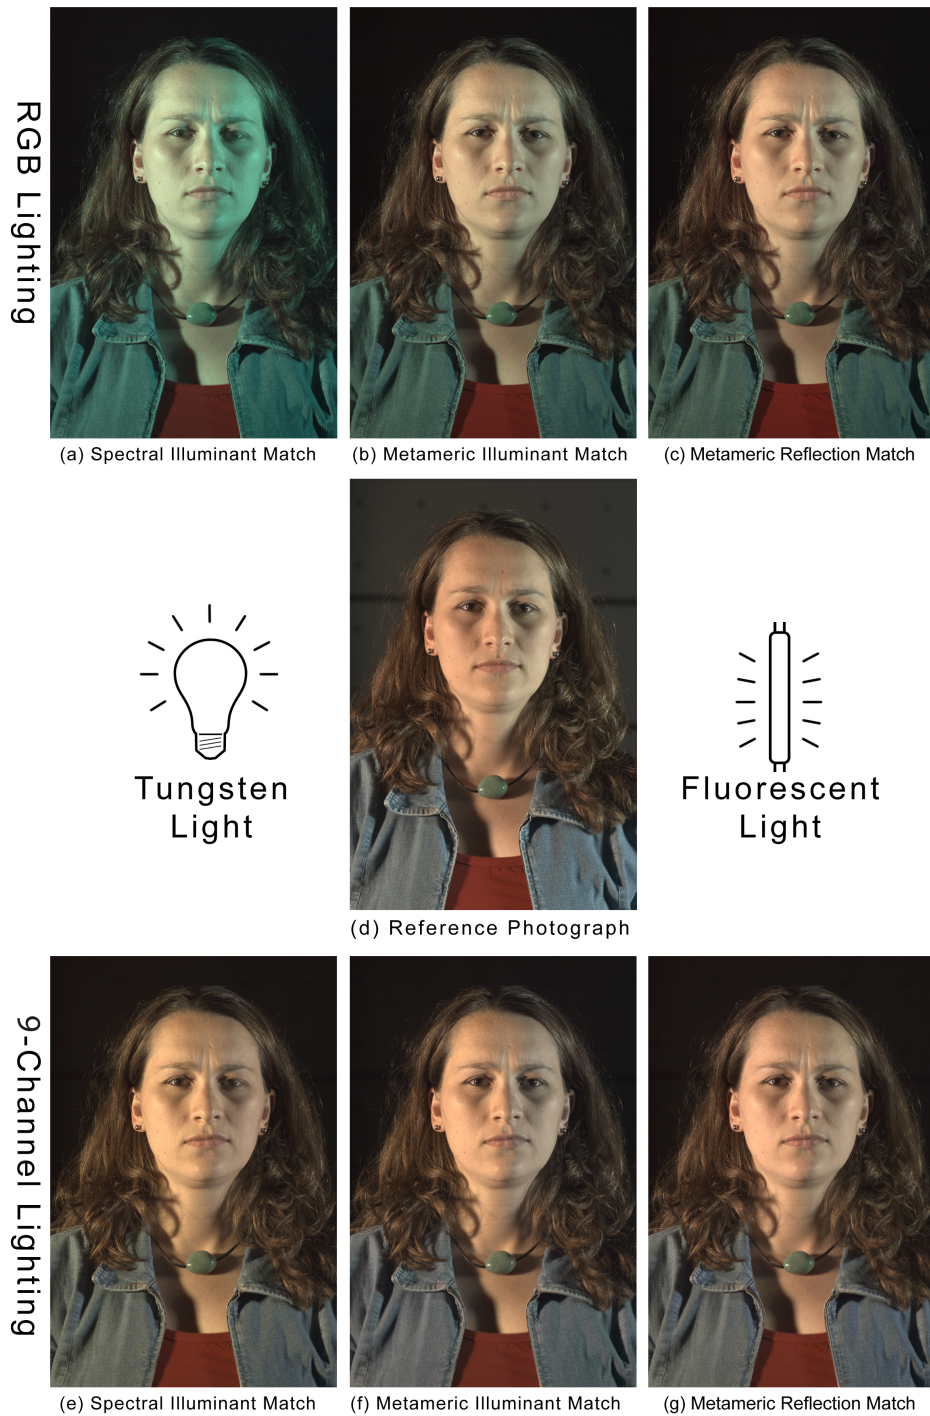 RGB Lighting
(a) Spectral Illuminant Match
(b) Metameric Illuminant Match
(c) Metameric Reflection Match
Tungsten
Light
Fluorescent
Light
(d) Reference Photograph
9-Channel Lighting
(e) Spectral Illuminant Match
(f) Metameric Illuminant Match
(g) Metameric Reflection Match